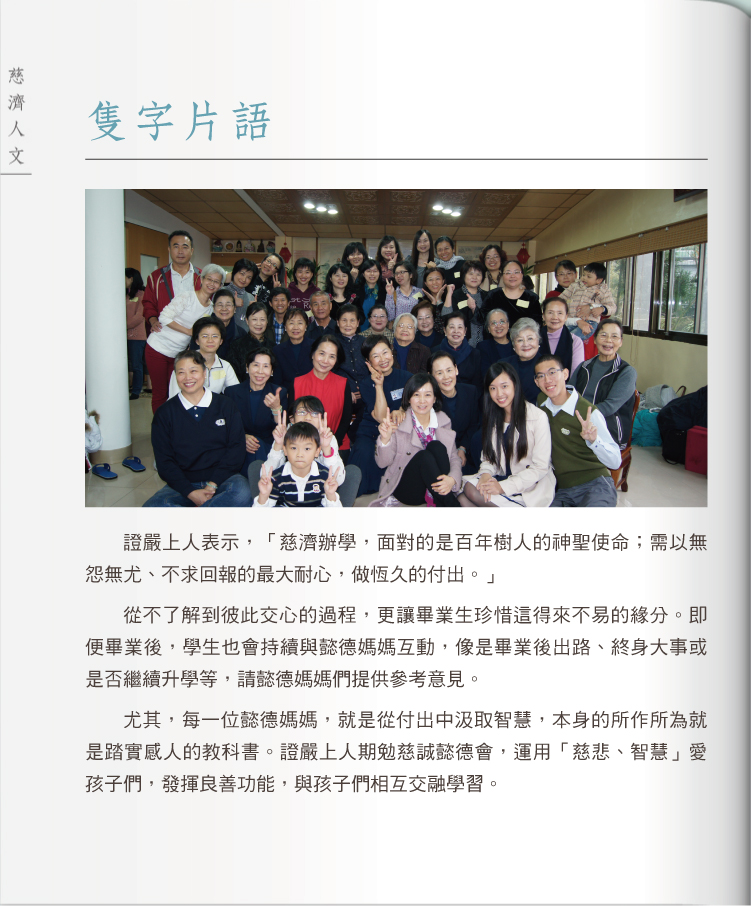 慈濟人文
隻字片語
證嚴上人表示，「慈濟辦學，面對的是百年樹人的神聖使命；需以無
怨無尤、不求回報的最大耐心，做恆久的付出。」
從不了解到彼此交心的過程，更讓畢業生珍惜這得來不易的緣分。即
便畢業後，學生也會持續與懿德媽媽互動，像是畢業後出路、終身大事或
是否繼續升學等，請懿德媽媽們提供參考意見。
尤其，每一位懿德媽媽，就是從付出中汲取智慧，本身的所作所為就
是踏實感人的教科書。證嚴上人期勉慈誠懿德會，運用「慈悲、智慧」愛
孩子們，發揮良善功能，與孩子們相互交融學習。